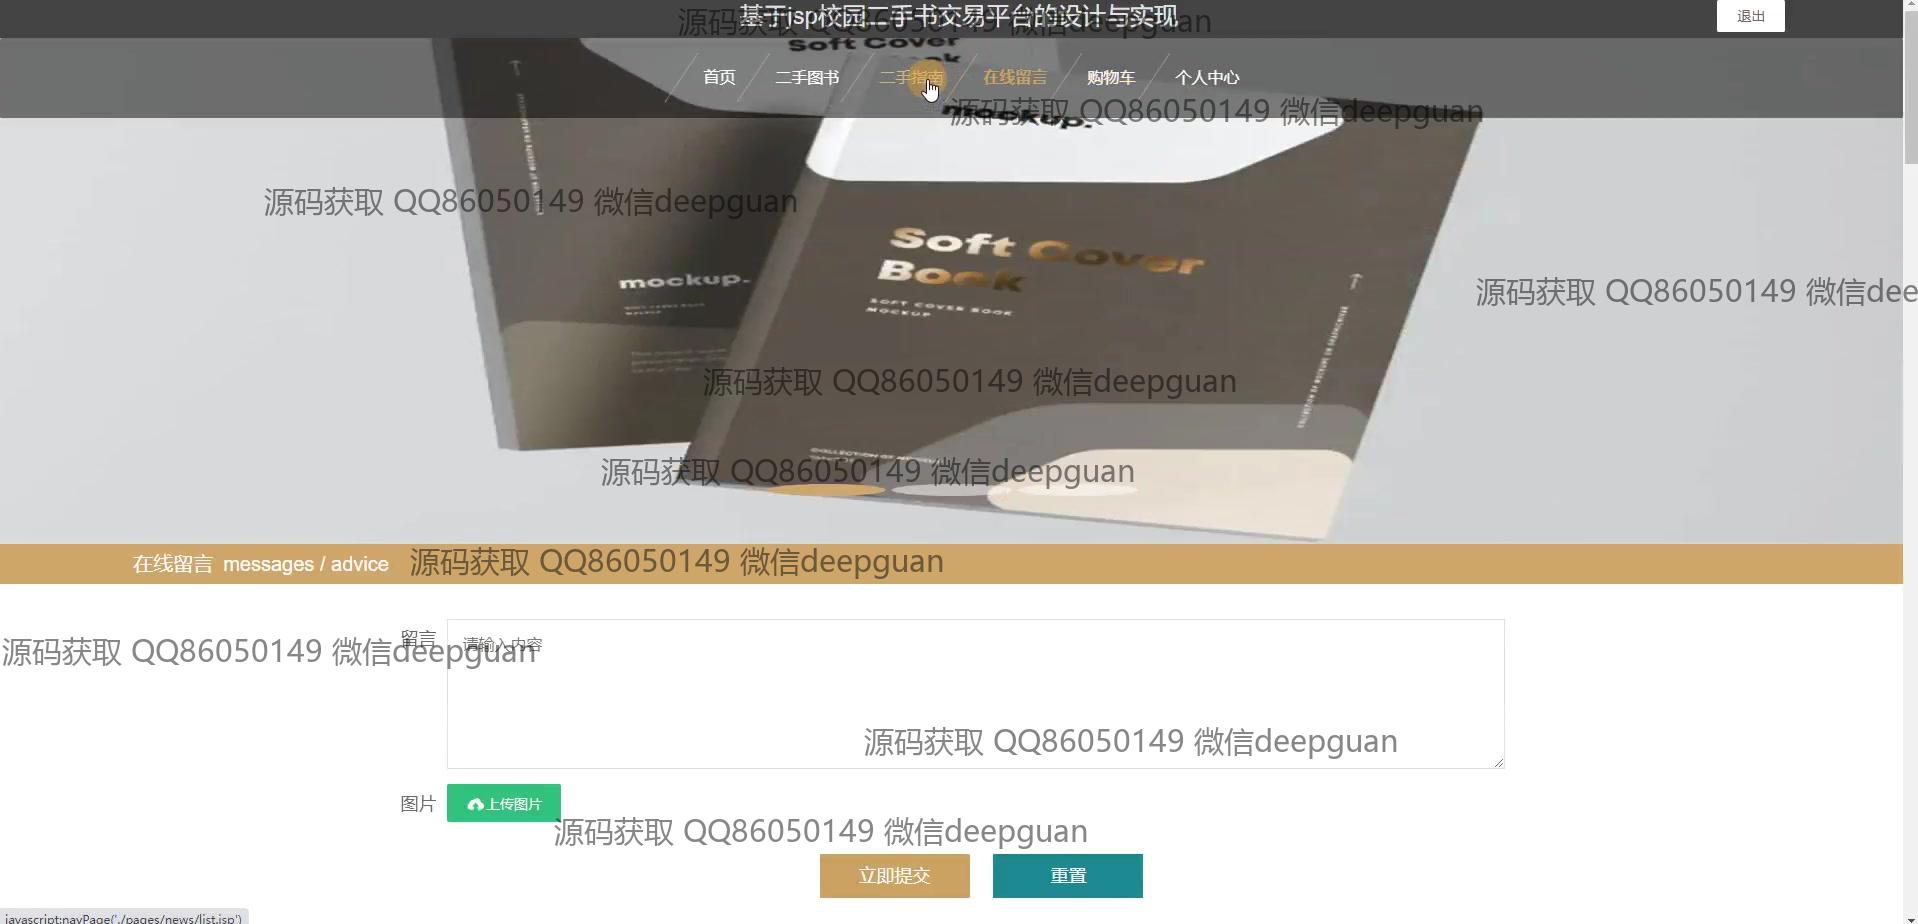 基于jsp校园二手书交易平台的设计与实现
源码获取 QQ86050149 微信deepguan
退出
Soft Cover
首页
二手图书
二手指南
在线留言
购物车
个人中心
mockup.
源码获取 QQ86050149 微信deepguan
源码获取 QQ86050149 微信deepguan
Soft Cover
Book
mockup.
SOFT COVER BOOK
MOCKUP
源码获取 QQ86050149 微信dee
源码获取 QQ86050149 微信deepguan
源码获取 QQ86050149 微信deepguan
在线留言 messages / advice
源码获取 QQ86050149 微信deepguan
留言
请输入内容
源码获取 QQ86050149 微信deepguan
源码获取 QQ86050149 微信deepguan
图片
上传图片
源码获取 QQ86050149 微信deepguan
立即提交
重置
javascript:navPage('./pages/news/list.jsp')